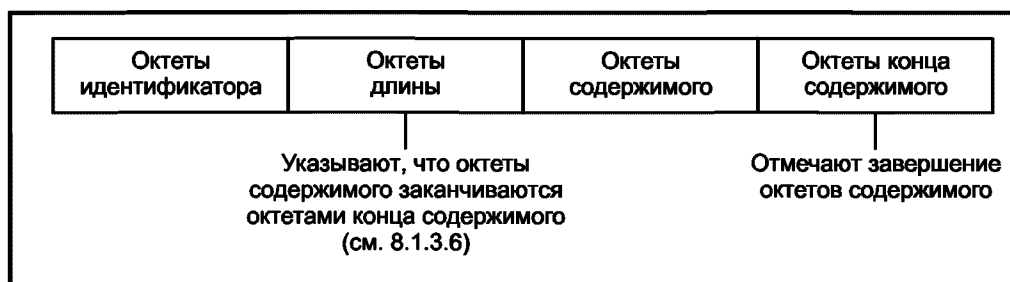 Октеты
идентификатора
Октеты
длины
Октеты
содержимого
Октеты конца
содержимого
Указывают, что октеты
содержимого заканчиваются
октетами конца содержимого
(см. 8.1.3.6)
Отмечают завершение
октетов содержимого